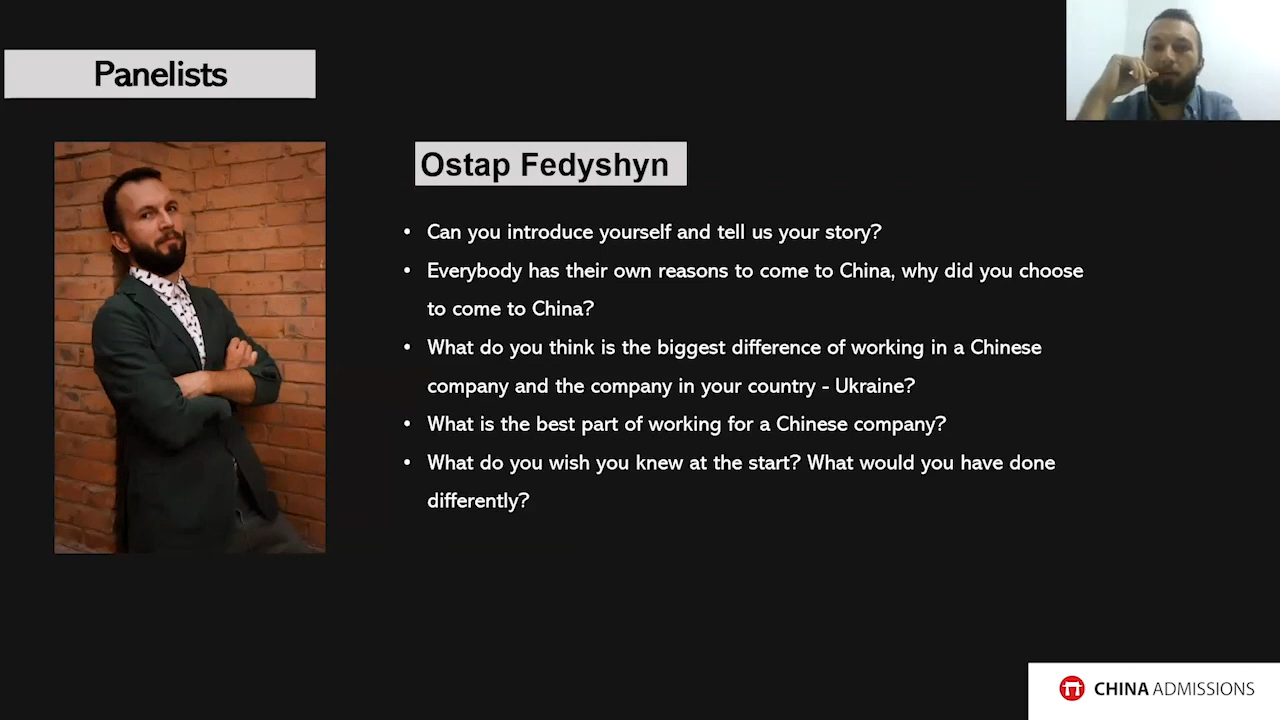 Panelists
Ostap Fedyshyn
• Can you introduce yourself and tell us your story?
• Everybody has their own reasons to come to China, why did you choose
to come to China?
• What do you think is the biggest difference of working in a Chinese
company and the company in your country - Ukraine?
• What is the best part of working for a Chinese company?
• What do you wish you knew at the start? What would you have done
differently?
CHINA ADMISSIONS